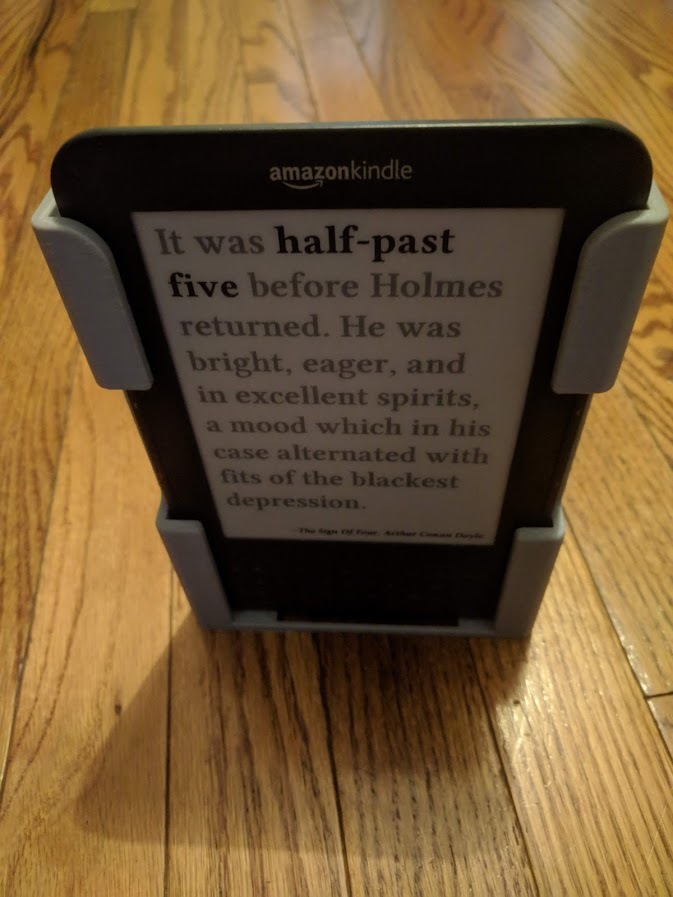 amazonkindle
It was half-past
five before Holmes
returned. He was
bright, eager, and
in excellent spirits,
a mood which in his
case alternated with
fits of the blackest
depression.
-The Sign Of Four, Arthur Conan Doyle